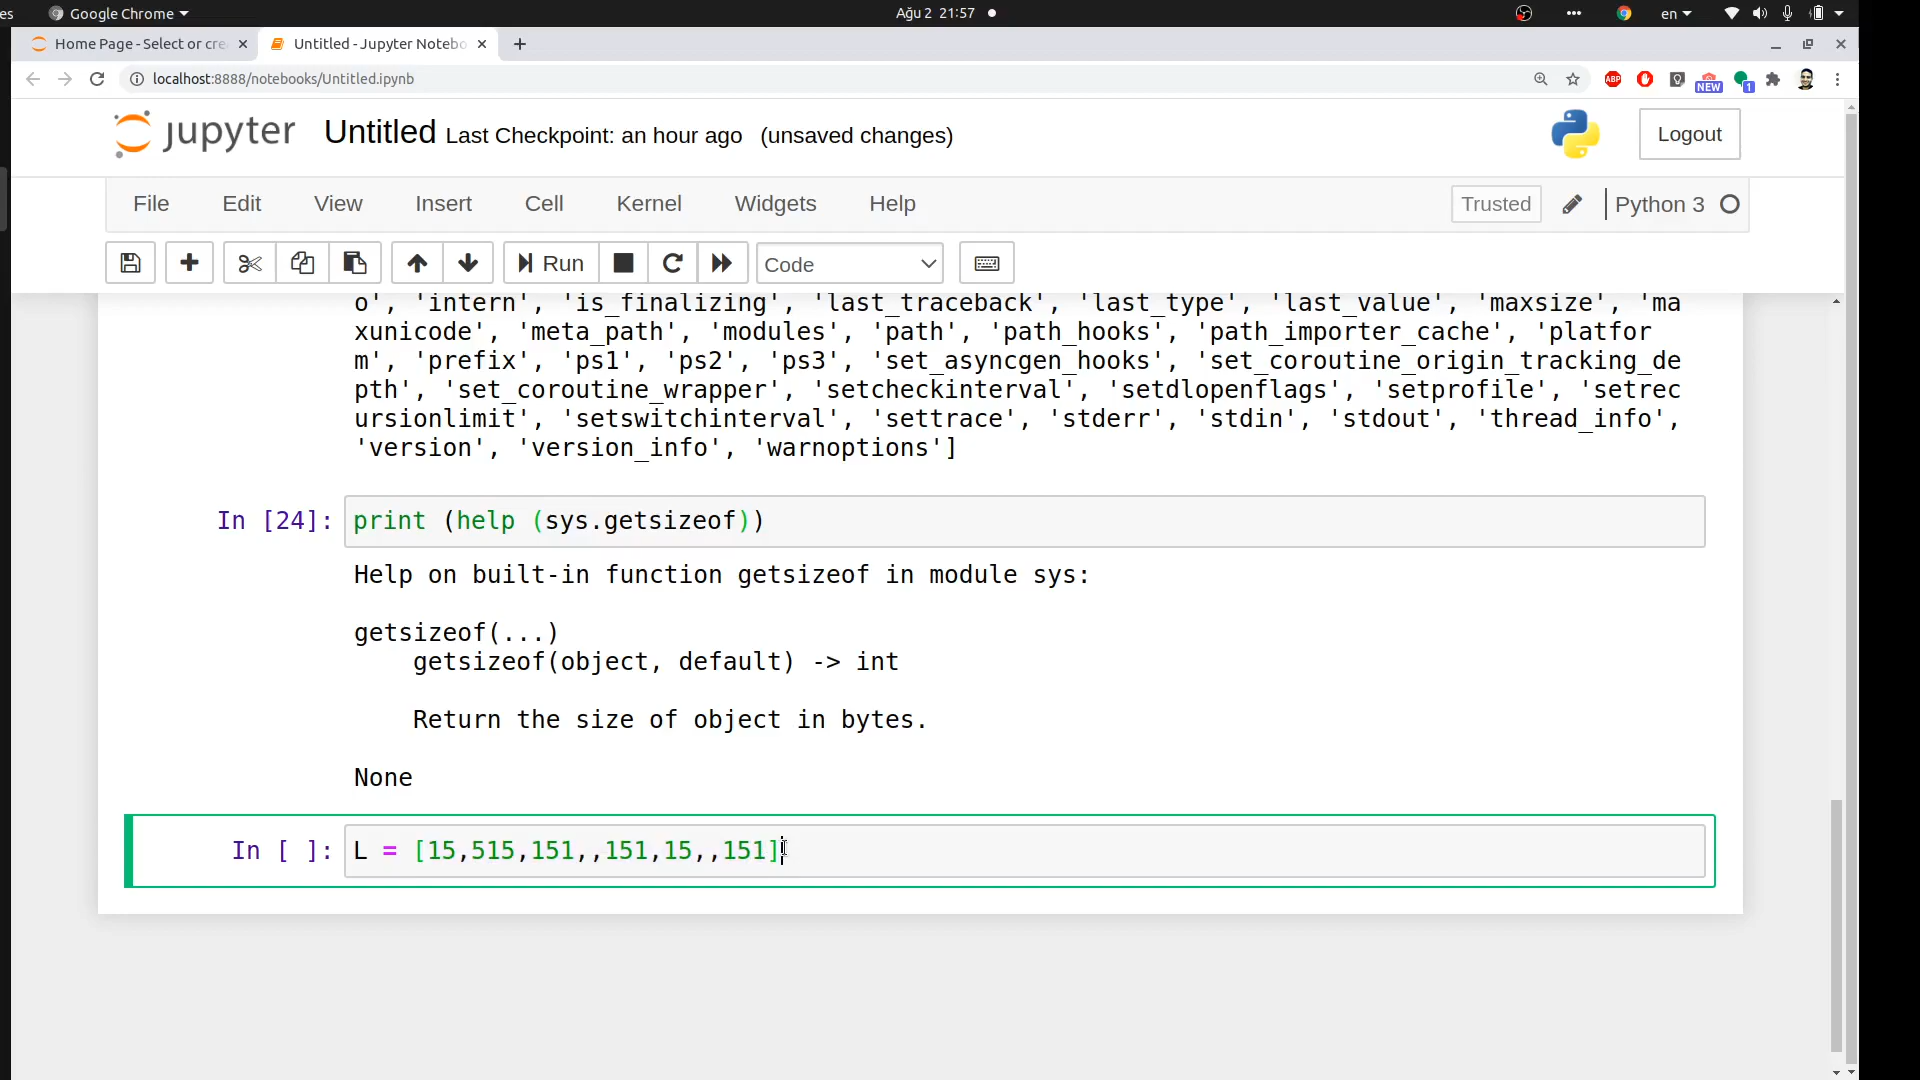 es Google Chrome Ağu 2 21:57 en
Home Page - Select or cre Untitled - Jupyter Notebo
localhost:8888/notebooks/Untitled.ipynb ABP NEW 1
jupyter Untitled Last Checkpoint: an hour ago (unsaved changes) Logout
File Edit View Insert Cell Kernel Widgets Help Trusted Python 3
Run Code
o', 'intern', 'is_finalizing', 'last_traceback', 'last_type', 'last_value', 'maxsize', 'ma
xunicode', 'meta_path', 'modules', 'path', 'path_hooks', 'path_importer_cache', 'platfor
m', 'prefix', 'ps1', 'ps2', 'ps3', 'set_asyncgen_hooks', 'set_coroutine_origin_tracking_de
pth', 'set_coroutine_wrapper', 'setcheckinterval', 'setdlopenflags', 'setprofile', 'setrec
ursionlimit', 'setswitchinterval', 'settrace', 'stderr', 'stdin', 'stdout', 'thread_info',
'version', 'version_info', 'warnoptions']
In [24]: print (help (sys.getsizeof))
Help on built-in function getsizeof in module sys:
getsizeof(...)
getsizeof(object, default) -> int
Return the size of object in bytes.
None
In [ ]: L = [15,515,151,,151,15,,151]